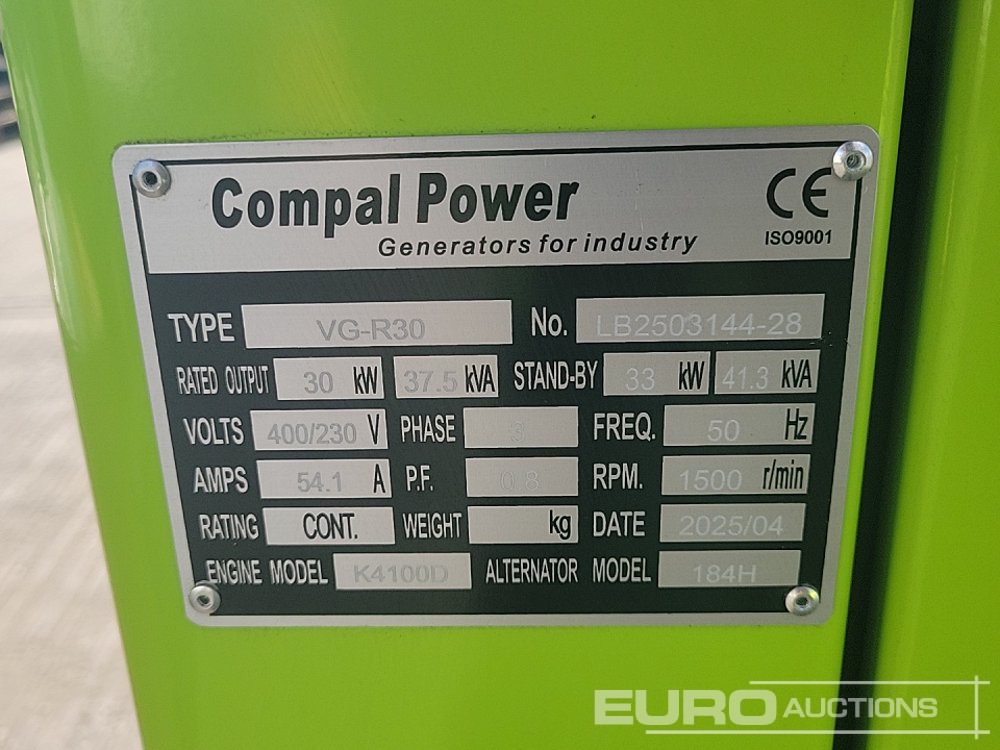 Compal Power
CE
Generators for industry
ISO9001
TYPE VG-R30 No. LB2503144-28
RATED OUTPUT 30 kW 37.5 kVA STAND-BY 33 kW 41.3 kVA
VOLTS 400/230 V PHASE 3 FREQ. 50 Hz
AMPS 54.1 A P.F. 0.8 RPM. 1500 r/min
RATING CONT. WEIGHT kg DATE 2025/04
ENGINE MODEL K4100D ALTERNATOR MODEL 184H
EURO AUCTIONS